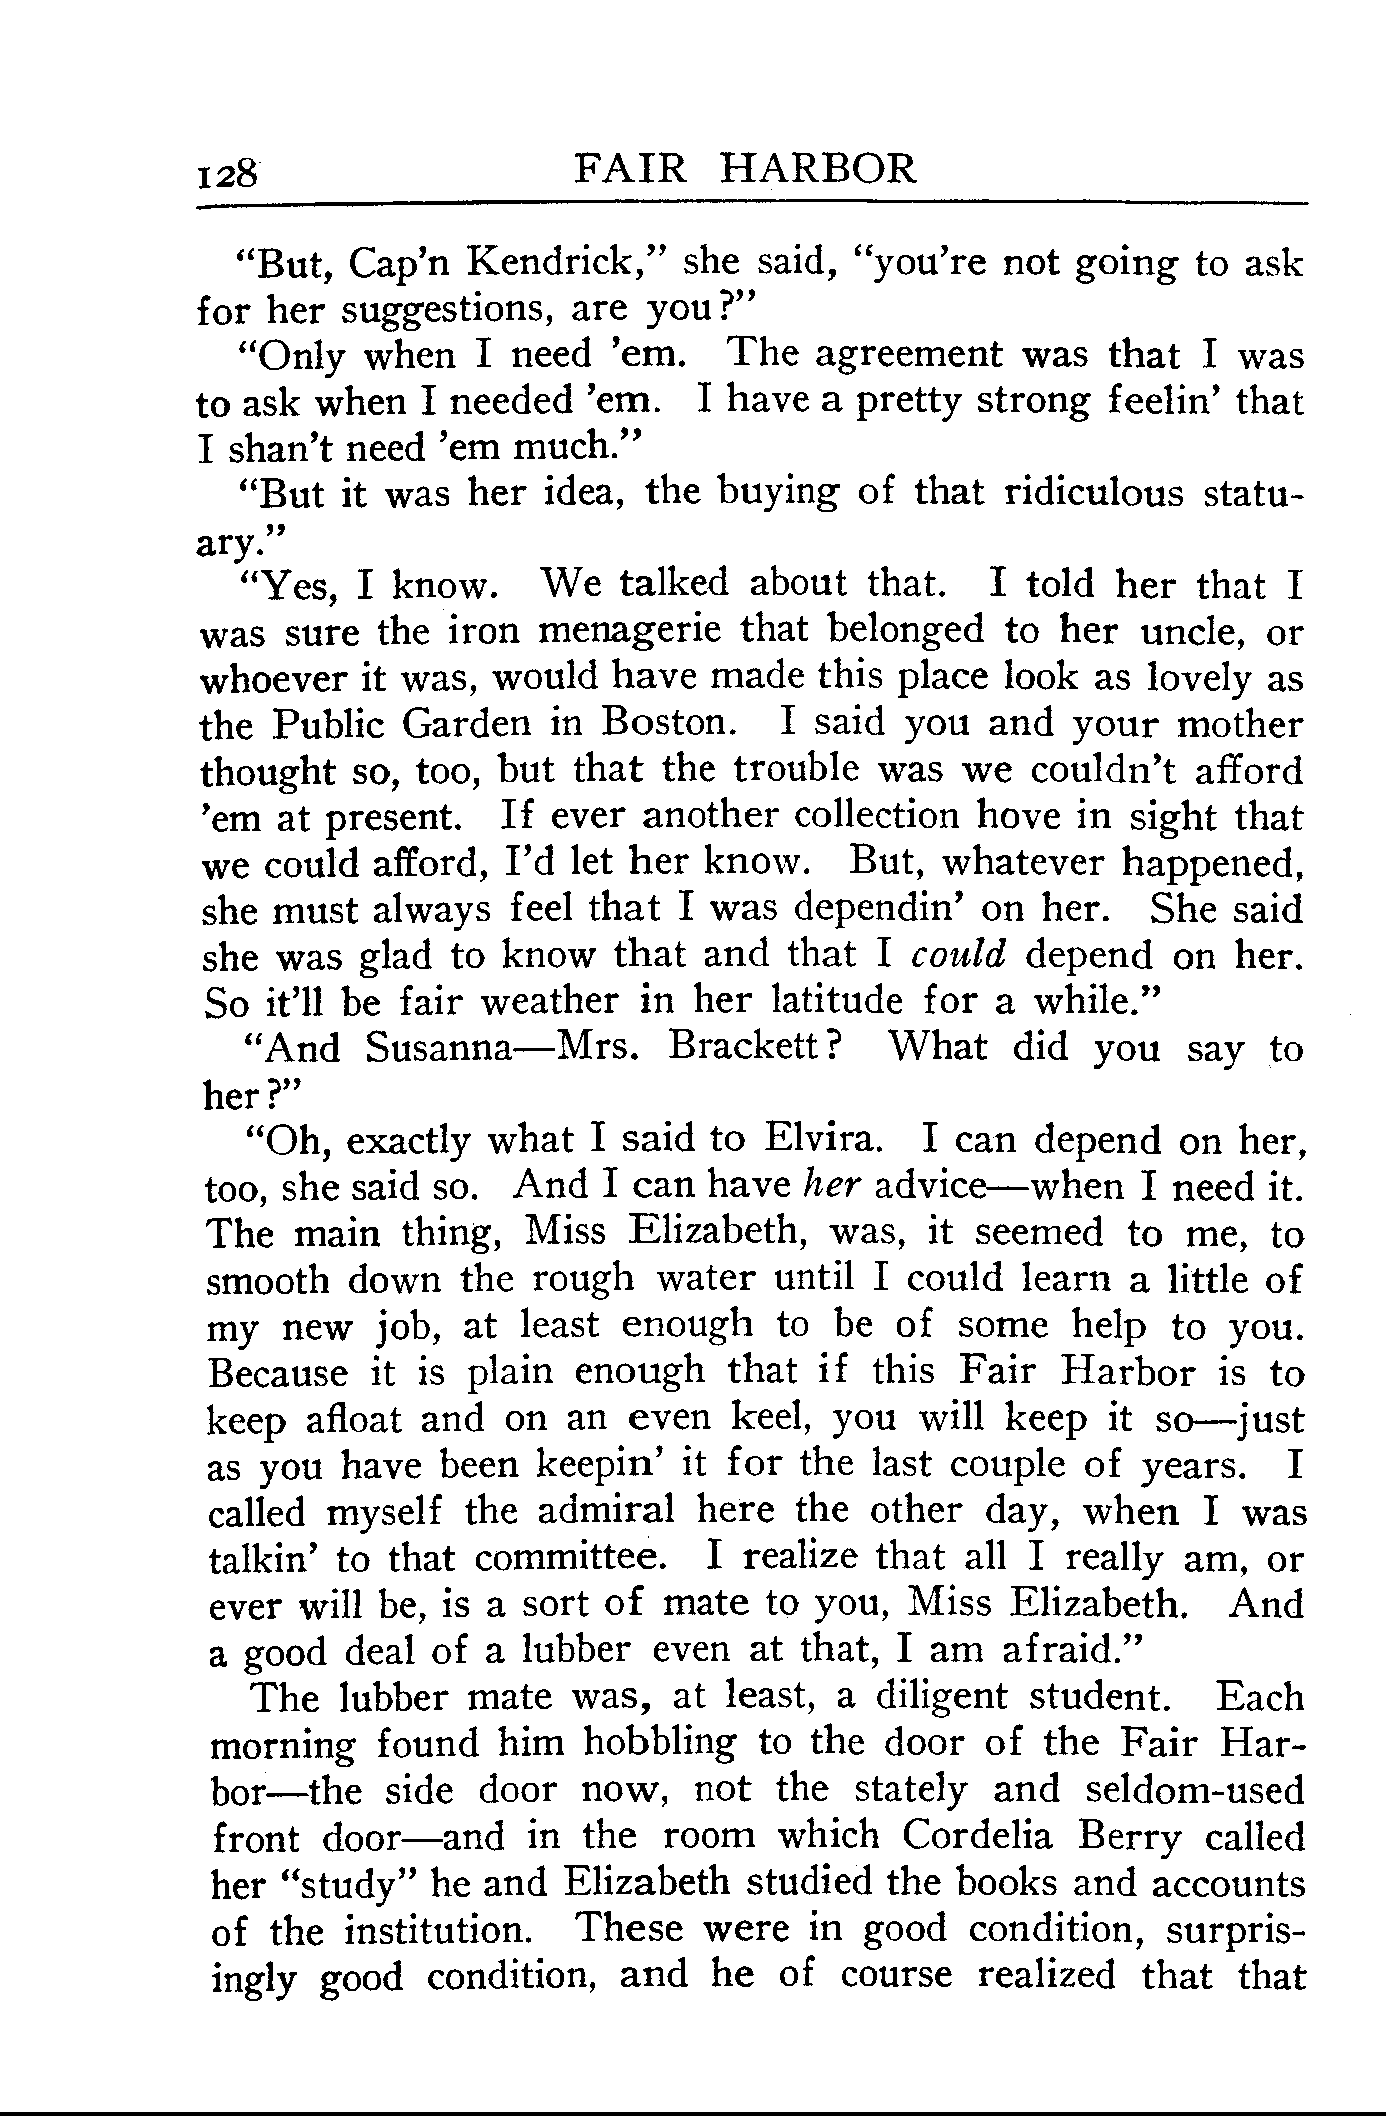 128 FAIR HARBOR
“But, Cap’n Kendrick,” she said, “you’re not going to ask
for her suggestions, are you?”
“Only when I need ’em. The agreement was that I was
to ask when I needed ’em. I have a pretty strong feelin’ that
I shan’t need ’em much.”
“But it was her idea, the buying of that ridiculous statu-
ary.”
“Yes, I know. We talked about that. I told her that I
was sure the iron menagerie that belonged to her uncle, or
whoever it was, would have made this place look as lovely as
the Public Garden in Boston. I said you and your mother
thought so, too, but that the trouble was we couldn’t afford
’em at present. If ever another collection hove in sight that
we could afford, I’d let her know. But, whatever happened,
she must always feel that I was dependin’ on her. She said
she was glad to know that and that I could depend on her.
So it’ll be fair weather in her latitude for a while.”
“And Susanna—Mrs. Brackett? What did you say to
her?”
“Oh, exactly what I said to Elvira. I can depend on her,
too, she said so. And I can have her advice—when I need it.
The main thing, Miss Elizabeth, was, it seemed to me, to
smooth down the rough water until I could learn a little of
my new job, at least enough to be of some help to you.
Because it is plain enough that if this Fair Harbor is to
keep afloat and on an even keel, you will keep it so—just
as you have been keepin’ it for the last couple of years. I
called myself the admiral here the other day, when I was
talkin’ to that committee. I realize that all I really am, or
ever will be, is a sort of mate to you, Miss Elizabeth. And
a good deal of a lubber even at that, I am afraid.”
The lubber mate was, at least, a diligent student. Each
morning found him hobbling to the door of the Fair Har-
bor—the side door now, not the stately and seldom-used
front door—and in the room which Cordelia Berry called
her “study” he and Elizabeth studied the books and accounts
of the institution. These were in good condition, surpris-
ingly good condition, and he of course realized that that